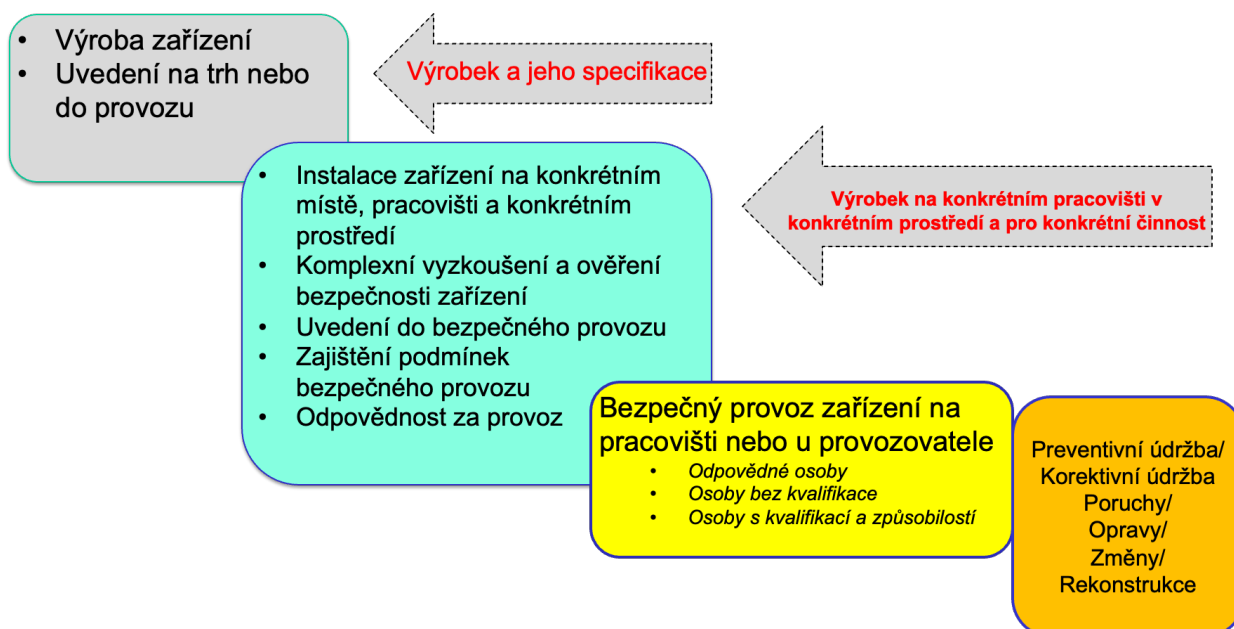 • Výroba zařízení
• Uvedení na trh nebo
do provozu
Výrobek a jeho specifikace
• Instalace zařízení na konkrétním
místě, pracovišti a konkrétním
prostředí
• Komplexní vyzkoušení a ověření
bezpečnosti zařízení
• Uvedení do bezpečného provozu
• Zajištění podmínek
bezpečného provozu
• Odpovědnost za provoz
Výrobek na konkrétním pracovišti v
konkrétním prostředí a pro konkrétní činnost
Bezpečný provoz zařízení na
pracovišti nebo u provozovatele
• Odpovědné osoby
• Osoby bez kvalifikace
• Osoby s kvalifikací a způsobilostí
Preventivní údržba/
Korektivní údržba
Poruchy/
Opravy/
Změny/
Rekonstrukce